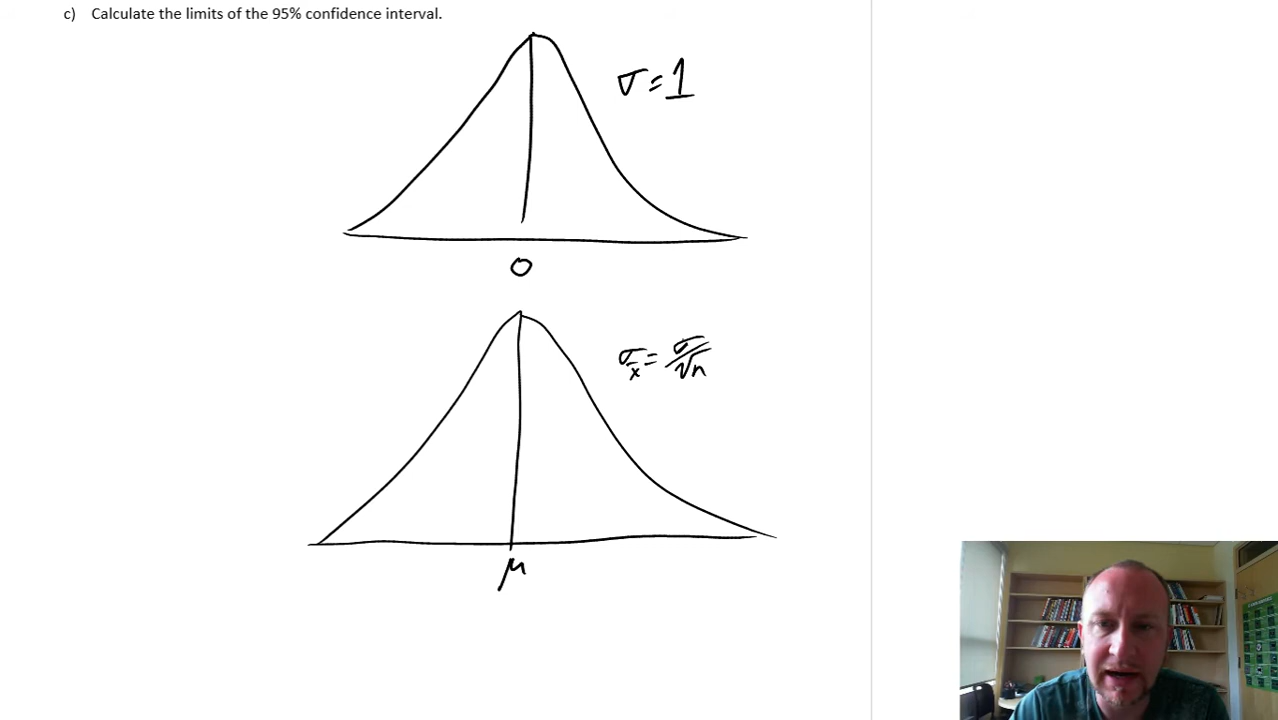 c) Calculate the limits of the 95% confidence interval.
σ=1
0
σx̄ = σ/√n
μ